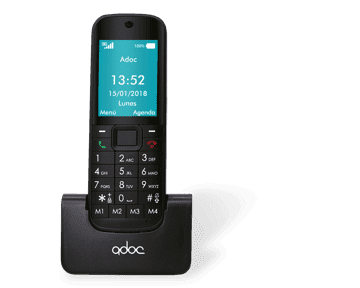 3G 100%
Adoc
13:52
15/01/2018
Lunes
Menú Agenda
1 2 ABC 3 DEF
4 GHI 5 JKL 6 MNO
7 PQRS 8 TUV 9 WXYZ
* 0 #
M1 M2 M3 M4
adoc